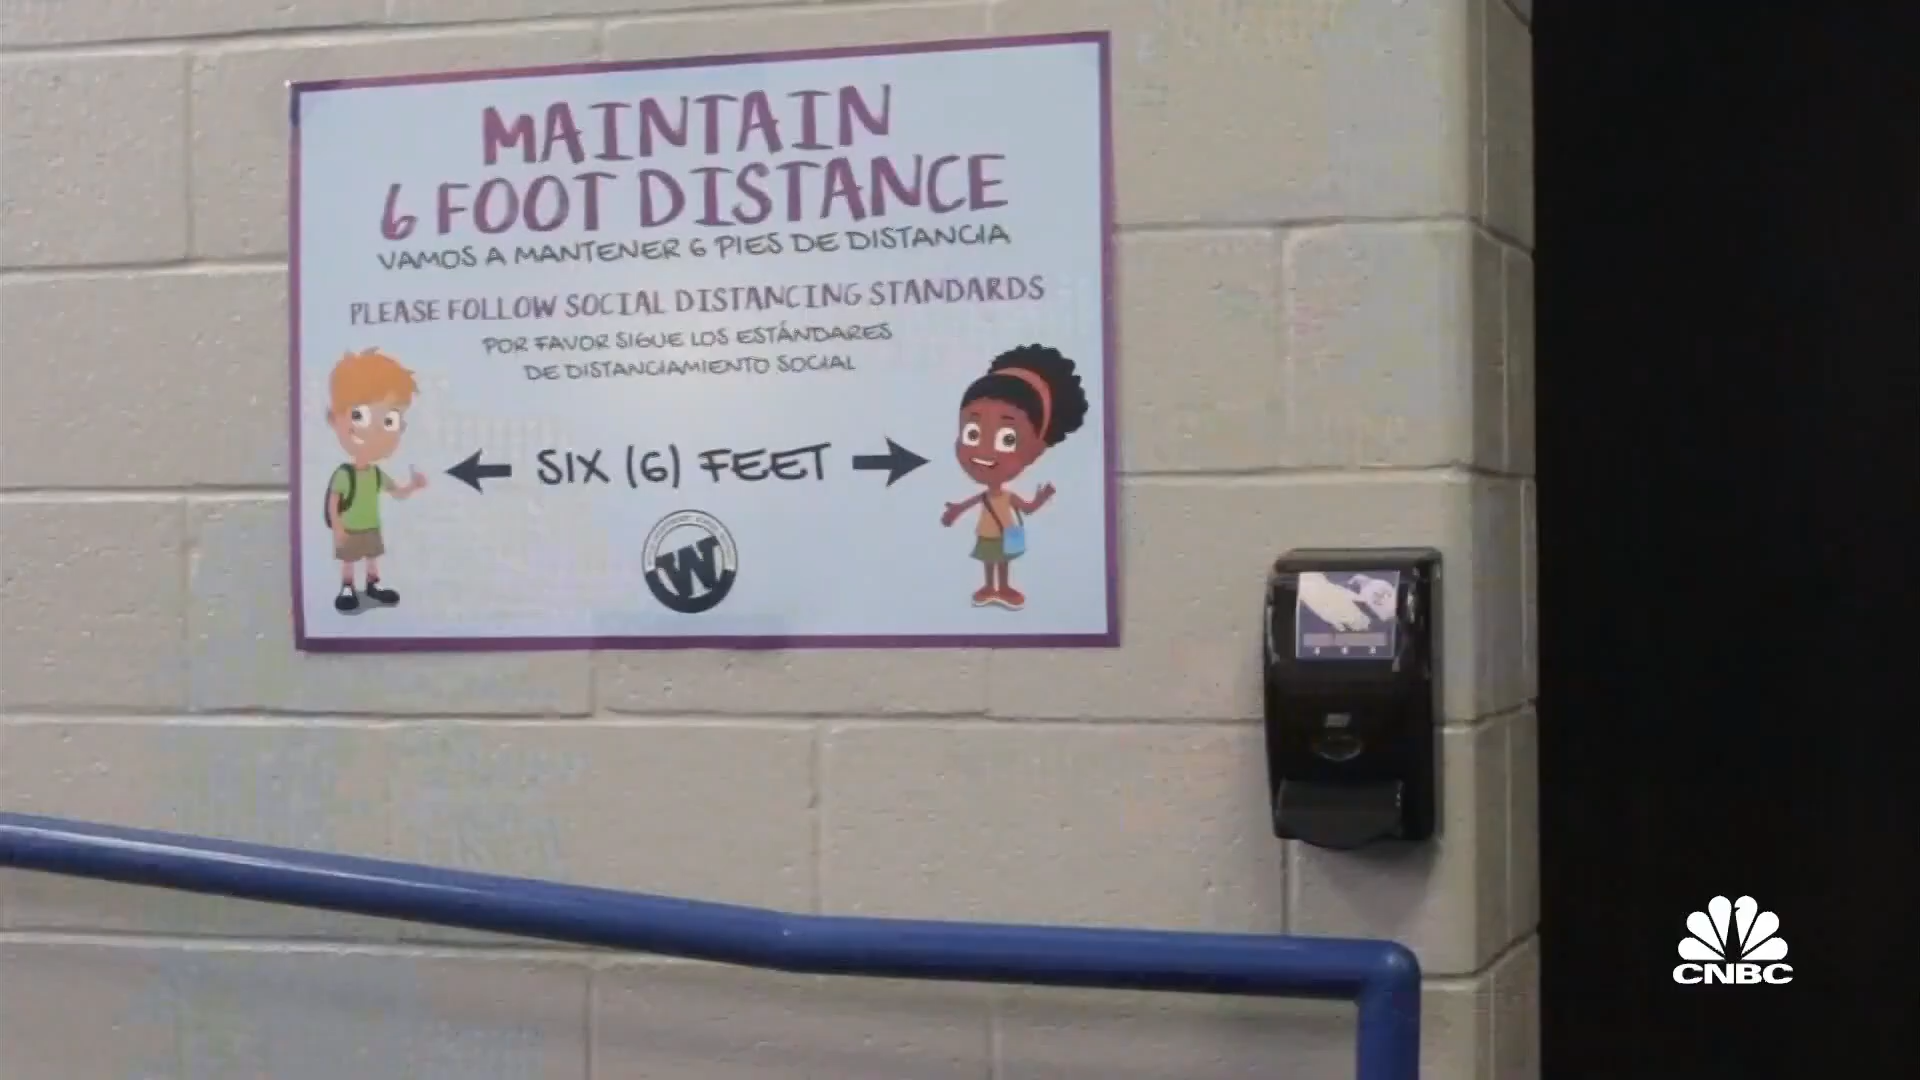 MAINTAIN
6 FOOT DISTANCE
VAMOS A MANTENER 6 PIES DE DISTANCIA
PLEASE FOLLOW SOCIAL DISTANCING STANDARDS
POR FAVOR SIGUE LOS ESTÁNDARES
DE DISTANCIAMIENTO SOCIAL
SIX (6) FEET
W
CNBC